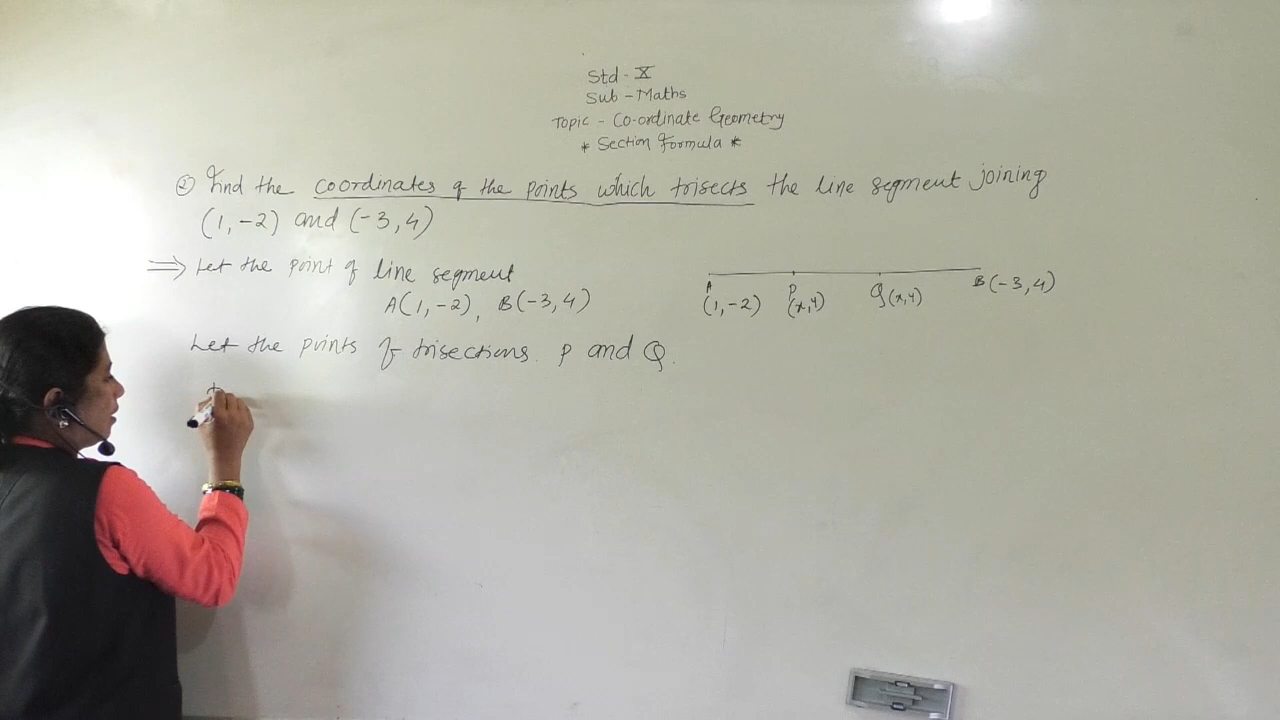 Std - X
Sub - Maths
Topic - Co-ordinate Geometry
* Section Formula *
② Find the coordinates of the points which trisects the line segment joining
(1, -2) and (-3, 4)
⇒ Let the point of line segment
A(1, -2), B(-3, 4)
A P Q B
(1, -2) (x, y) (x, y) (-3, 4)
Let the points of trisections. P and Q.